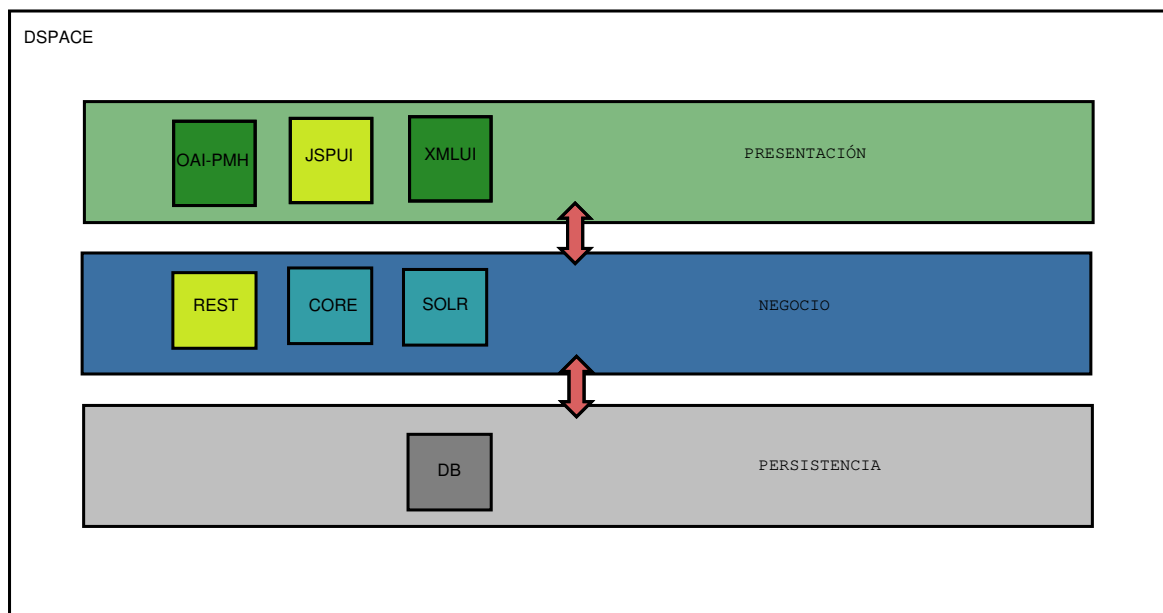 DSPACE
OAI-PMH
JSPUI
XMLUI
PRESENTACIÓN
REST
CORE
SOLR
NEGOCIO
DB
PERSISTENCIA